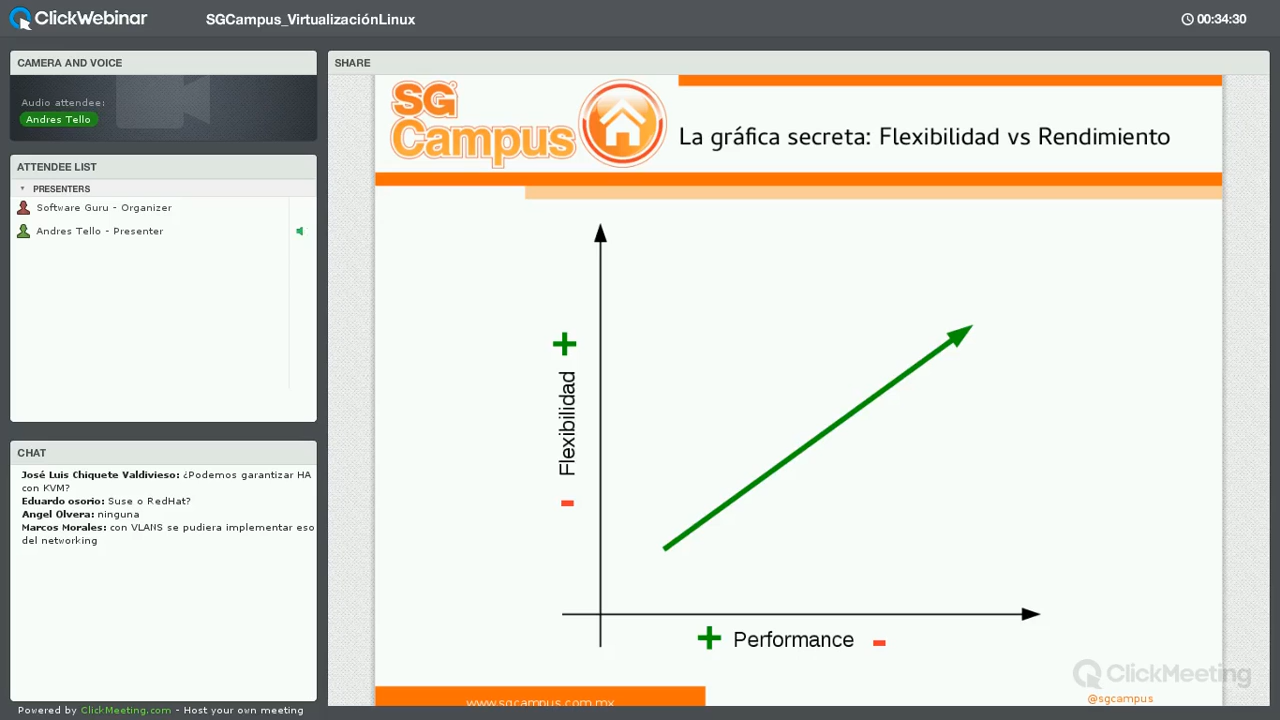 ClickWebinar
SGCampus_VirtualizaciónLinux
00:34:30
CAMERA AND VOICE
Audio attendee:
Andres Tello
ATTENDEE LIST
PRESENTERS
Software Guru - Organizer
Andres Tello - Presenter
CHAT
José Luis Chiquete Valdivieso: ¿Podemos garantizar HA
con KVM?
Eduardo osorio: Suse o RedHat?
Angel Olvera: ninguna
Marcos Morales: con VLANS se pudiera implementar eso
del networking
Powered by ClickMeeting.com - Host your own meeting
SHARE
SG
Campus
La gráfica secreta: Flexibilidad vs Rendimiento
- Flexibilidad +
+ Performance -
ClickMeeting
www.sgcampus.com.mx
@sgcampus